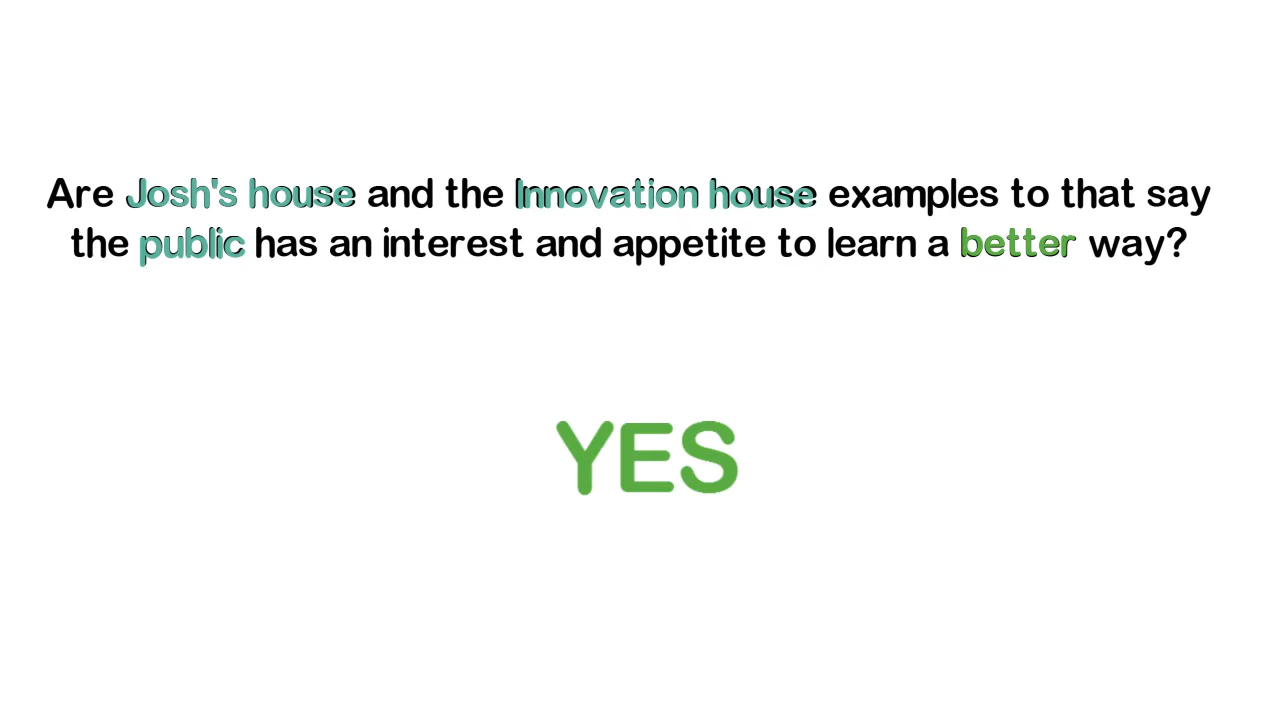 Are Josh's house and the Innovation house examples to that say
the public has an interest and appetite to learn a better way?
YES